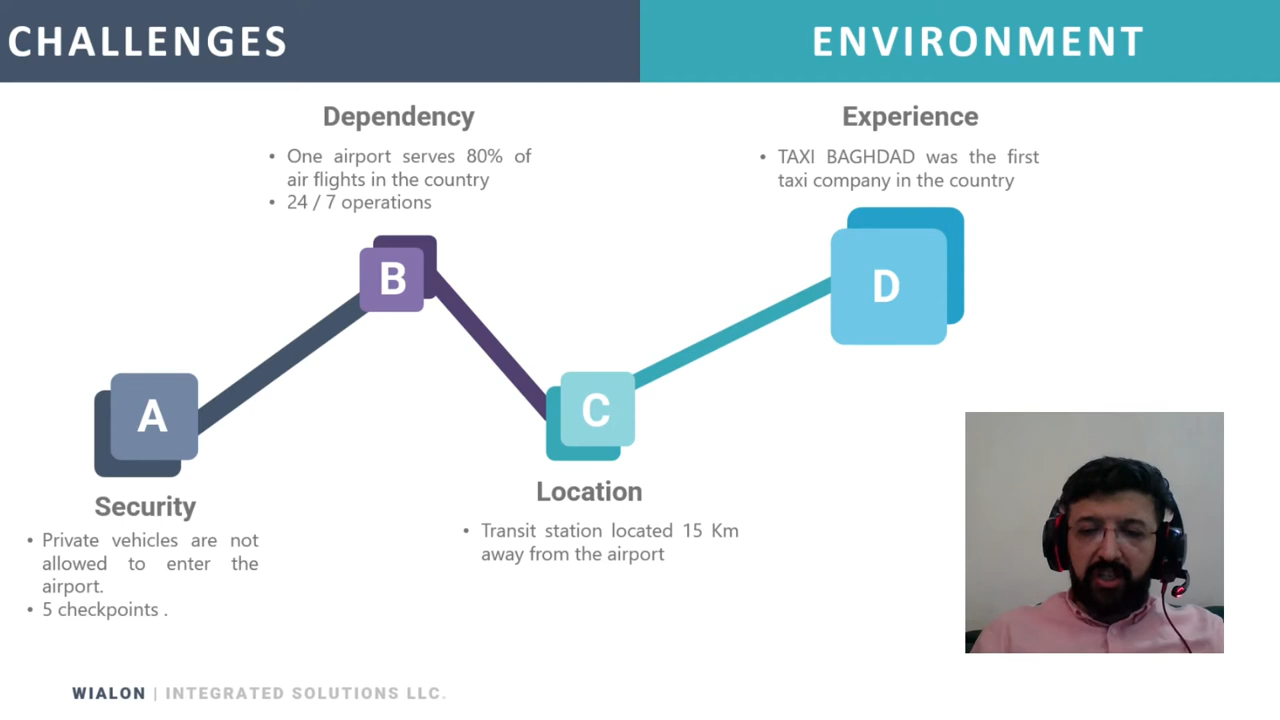 CHALLENGES
ENVIRONMENT
Dependency
• One airport serves 80% of
air flights in the country
• 24 / 7 operations
Experience
• TAXI BAGHDAD was the first
taxi company in the country
B
D
A
C
Security
• Private vehicles are not
allowed to enter the
airport.
• 5 checkpoints .
Location
• Transit station located 15 Km
away from the airport
WIALON | INTEGRATED SOLUTIONS LLC.